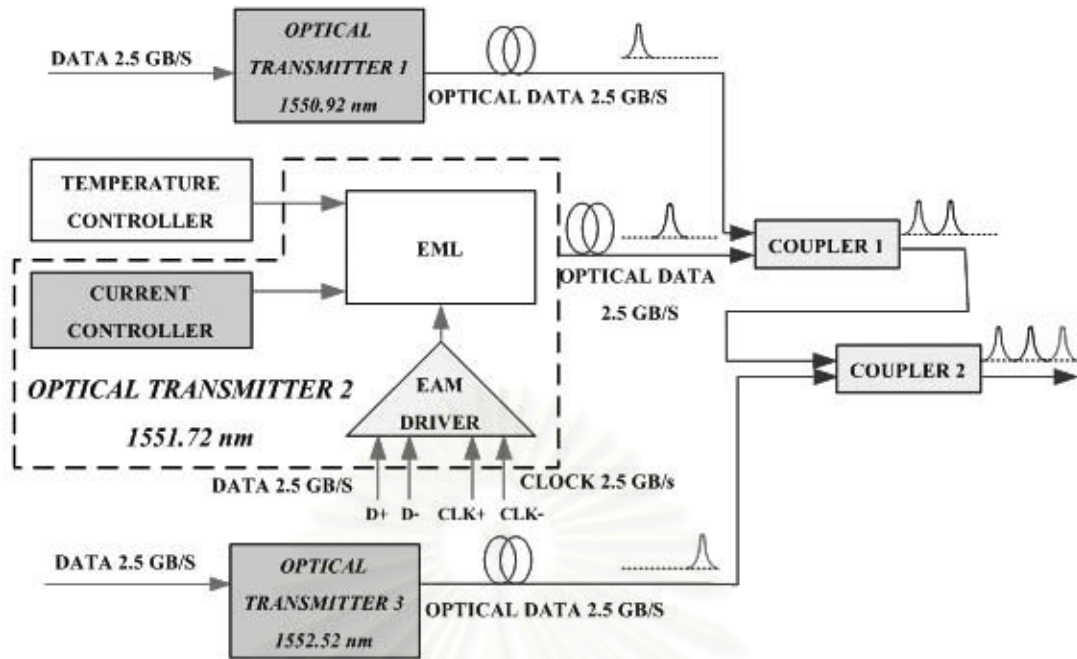 OPTICAL
TRANSMITTER 1
1550.92 nm
DATA 2.5 GB/S
OPTICAL DATA 2.5 GB/S
TEMPERATURE
CONTROLLER
EML
CURRENT
CONTROLLER
OPTICAL DATA
2.5 GB/S
COUPLER 1
COUPLER 2
OPTICAL TRANSMITTER 2
1551.72 nm
EAM
DRIVER
DATA 2.5 GB/S
CLOCK 2.5 GB/s
D+ D- CLK+ CLK-
DATA 2.5 GB/S
OPTICAL
TRANSMITTER 3
1552.52 nm
OPTICAL DATA 2.5 GB/S